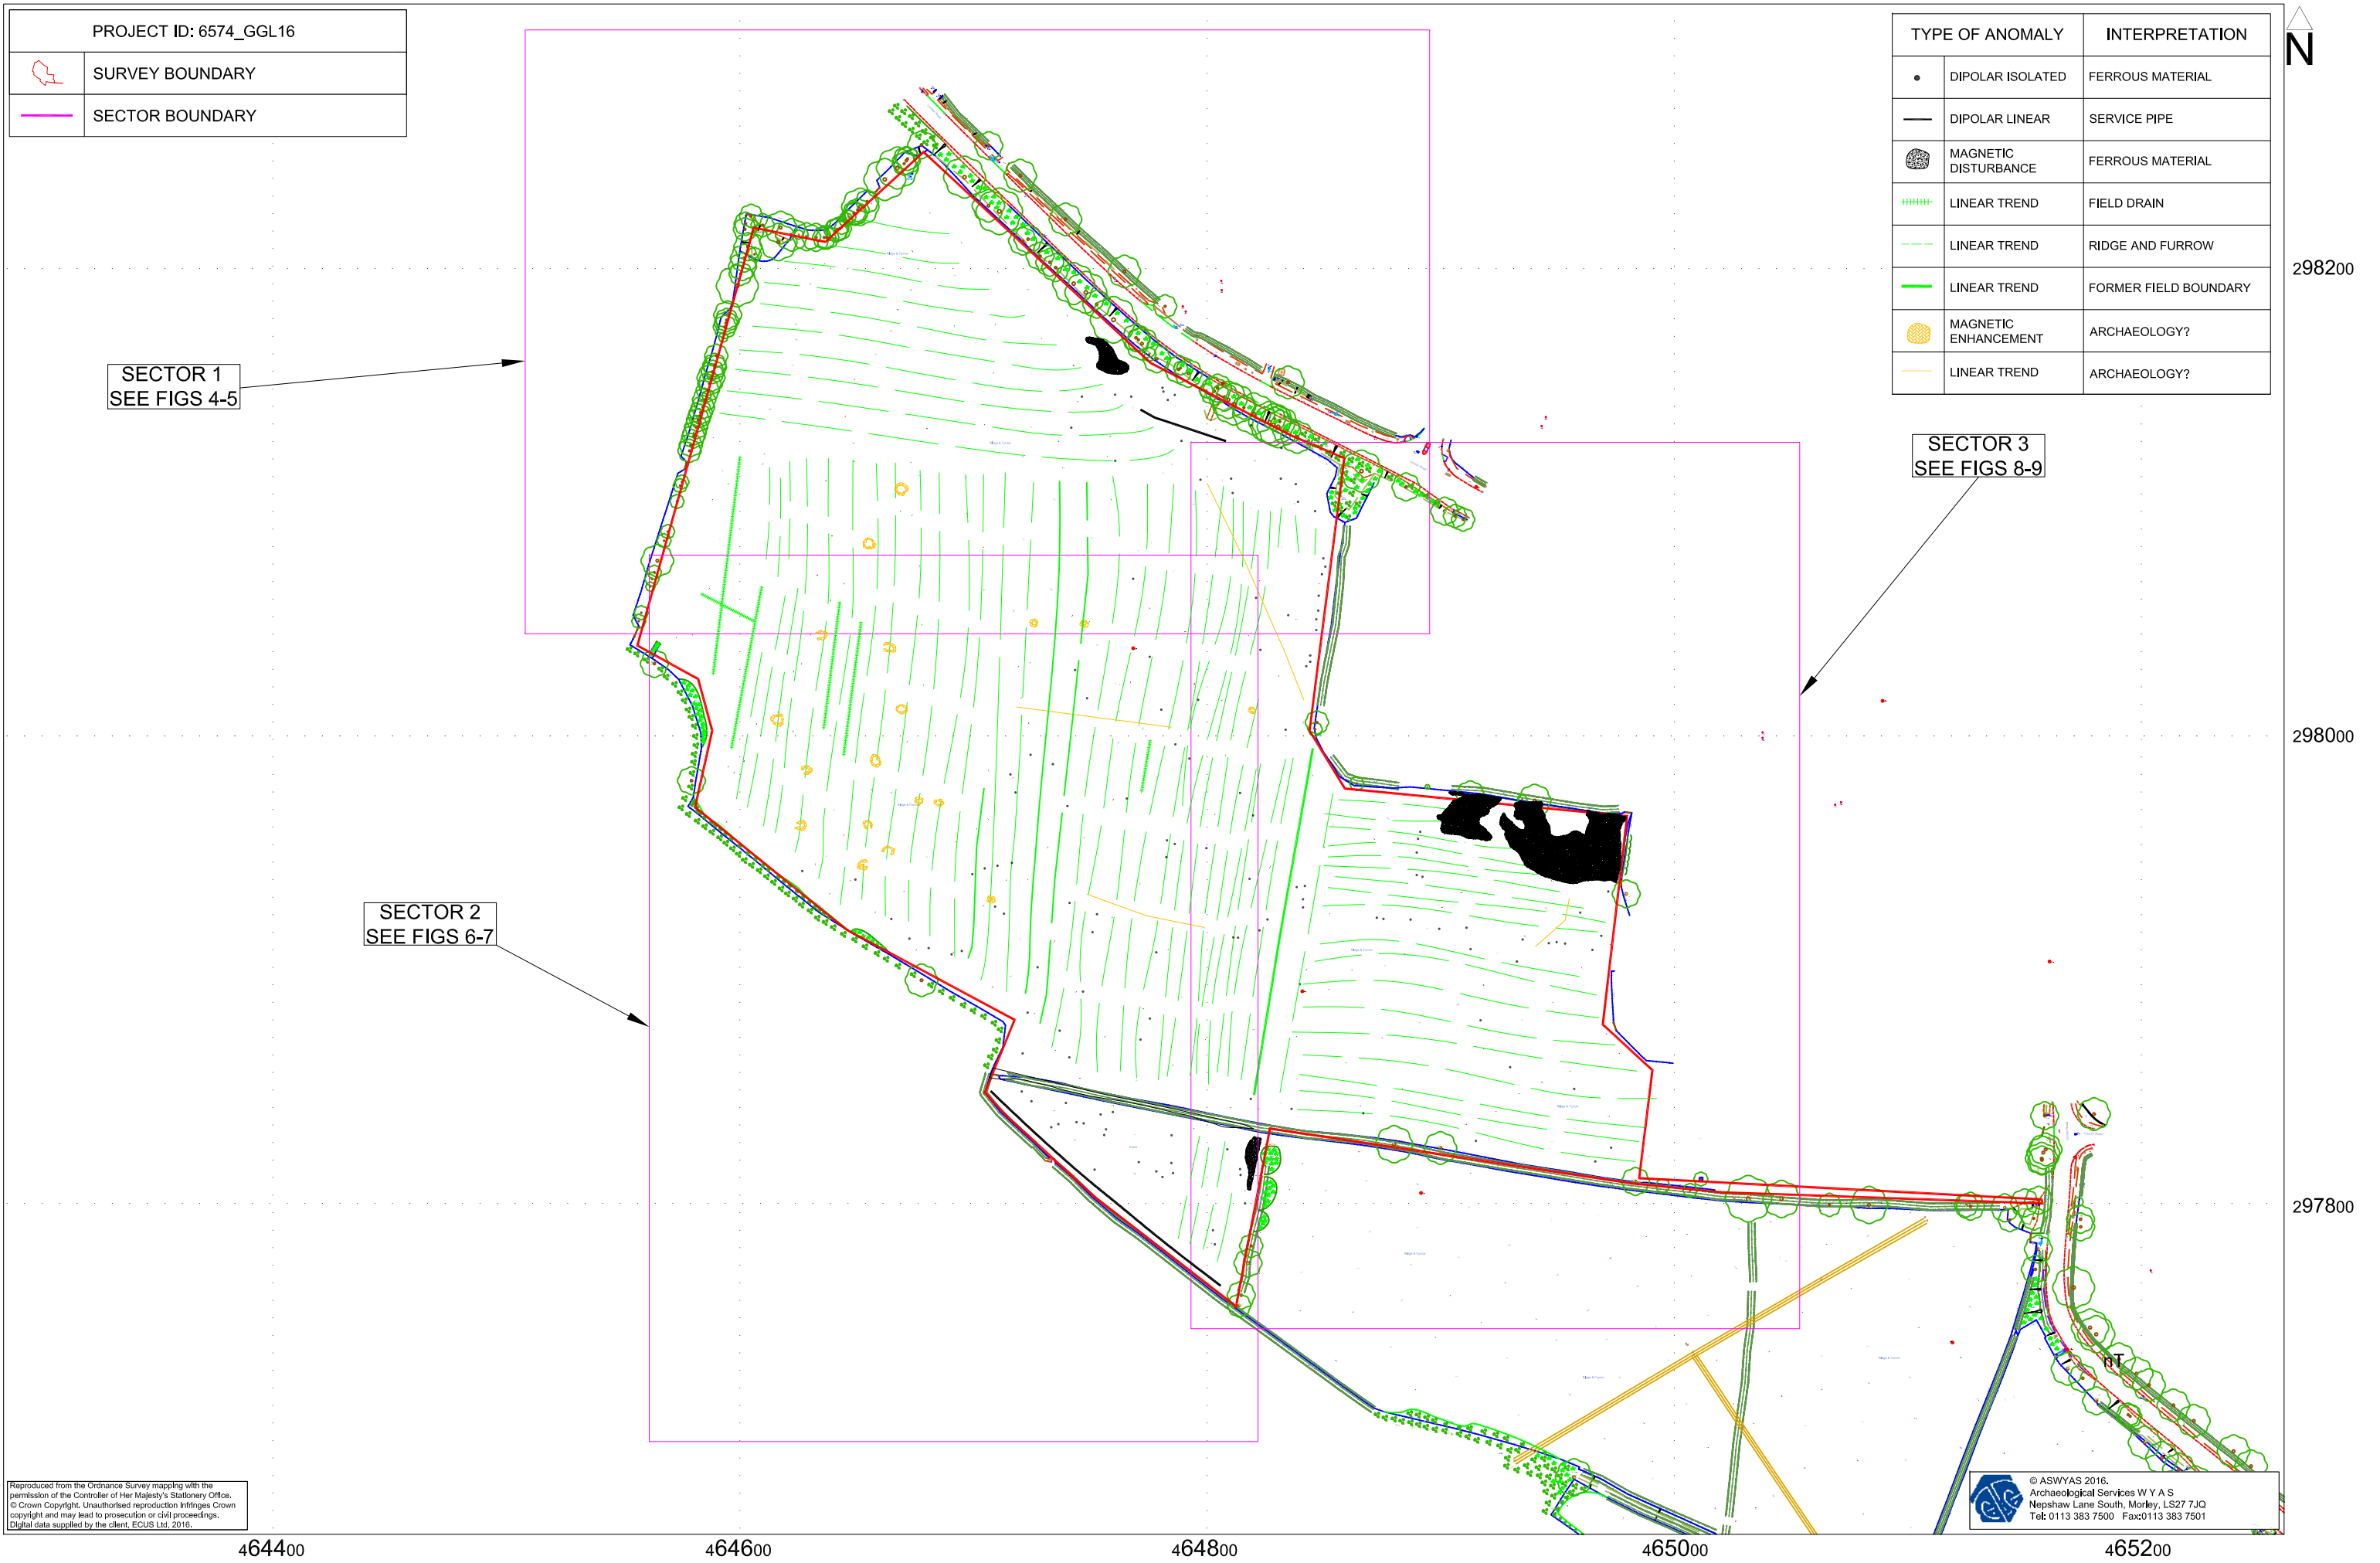 PROJECT ID: 6574_GGL16
SURVEY BOUNDARY
SECTOR BOUNDARY
TYPE OF ANOMALY INTERPRETATION
DIPOLAR ISOLATED FERROUS MATERIAL
DIPOLAR LINEAR SERVICE PIPE
MAGNETIC
DISTURBANCE
FERROUS MATERIAL
LINEAR TREND FIELD DRAIN
LINEAR TREND RIDGE AND FURROW
LINEAR TREND FORMER FIELD BOUNDARY
MAGNETIC
ENHANCEMENT
ARCHAEOLOGY?
LINEAR TREND ARCHAEOLOGY?
N
298200
SECTOR 1
SEE FIGS 4-5
SECTOR 3
SEE FIGS 8-9
298000
SECTOR 2
SEE FIGS 6-7
297800
nT
Reproduced from the Ordnance Survey mapping with the
permission of the Controller of Her Majesty's Stationery Office.
© Crown Copyright. Unauthorised reproduction infringes Crown
copyright and may lead to prosecution or civil proceedings.
Digital data supplied by the client, ECUS Ltd, 2016.
© ASWYAS 2016.
Archaeological Services W Y A S
Nepshaw Lane South, Morley, LS27 7JQ
Tel: 0113 383 7500 Fax:0113 383 7501
464400
464600
464800
465000
465200